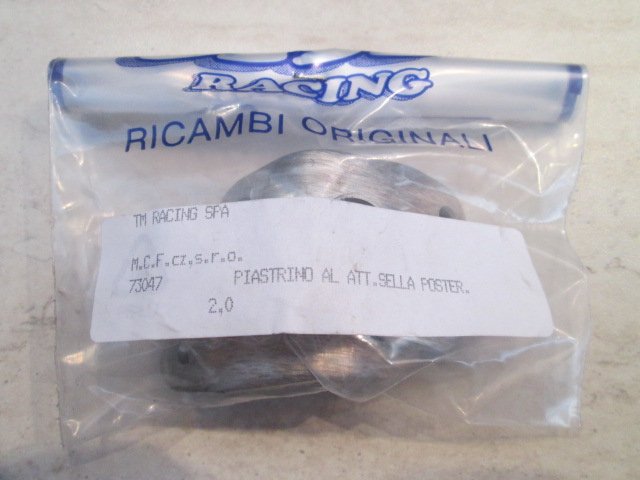 RACING
RICAMBI ORIGINALI
TM RACING SPA
M.C.F.cz.s.r.o.
73047 PIASTRINO AL ATT.SELLA POSTER.
2,0